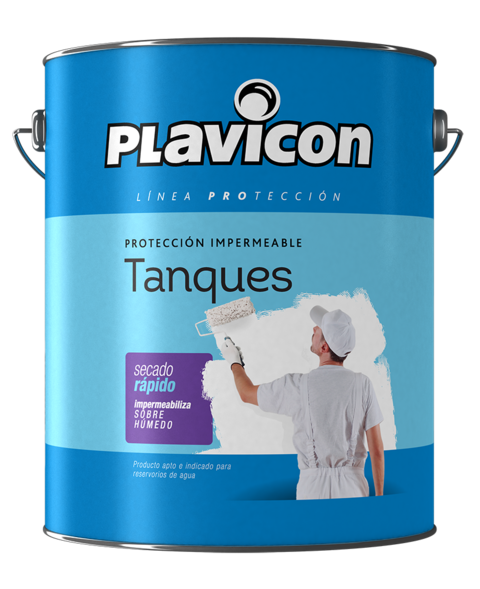 PLAVICON
LÍNEA PROTECCIÓN
PROTECCIÓN IMPERMEABLE
Tanques
secado
rápido
impermeabiliza
SOBRE
HÚMEDO
Producto apto e indicado para
reservorios de agua